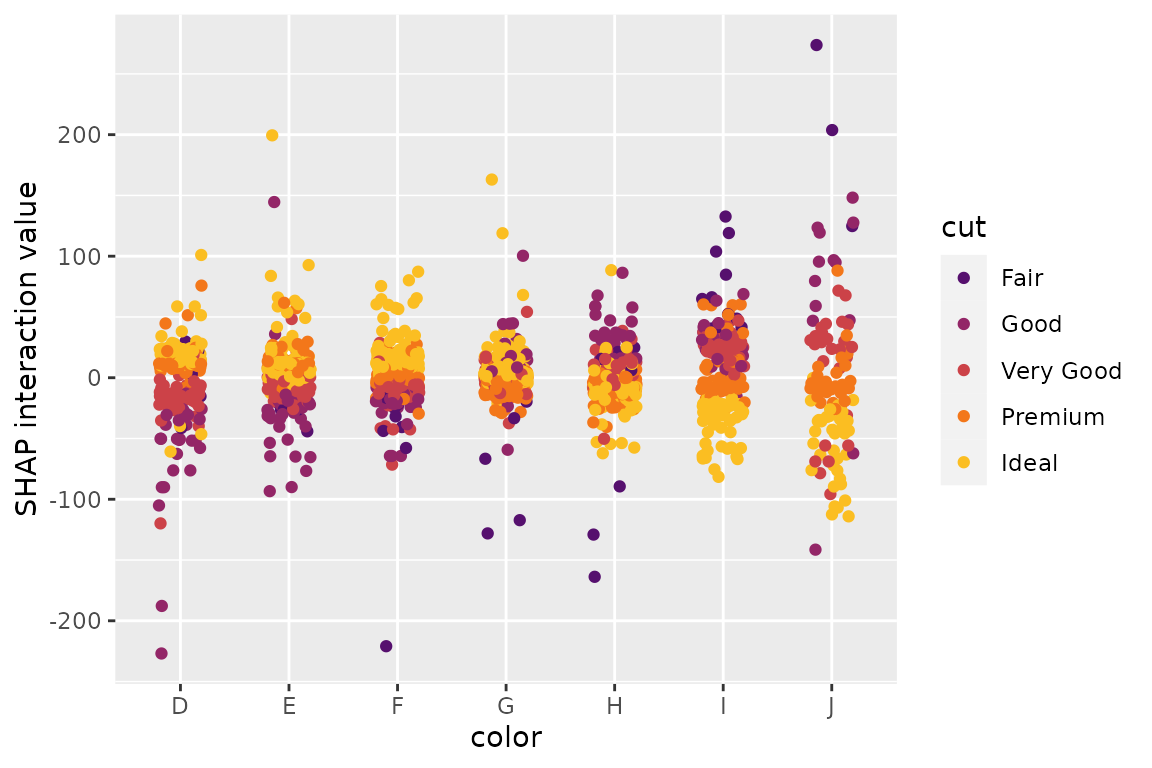 SHAP interaction value
200
100
0
-100
-200
D E F G H I J
color
cut
Fair
Good
Very Good
Premium
Ideal